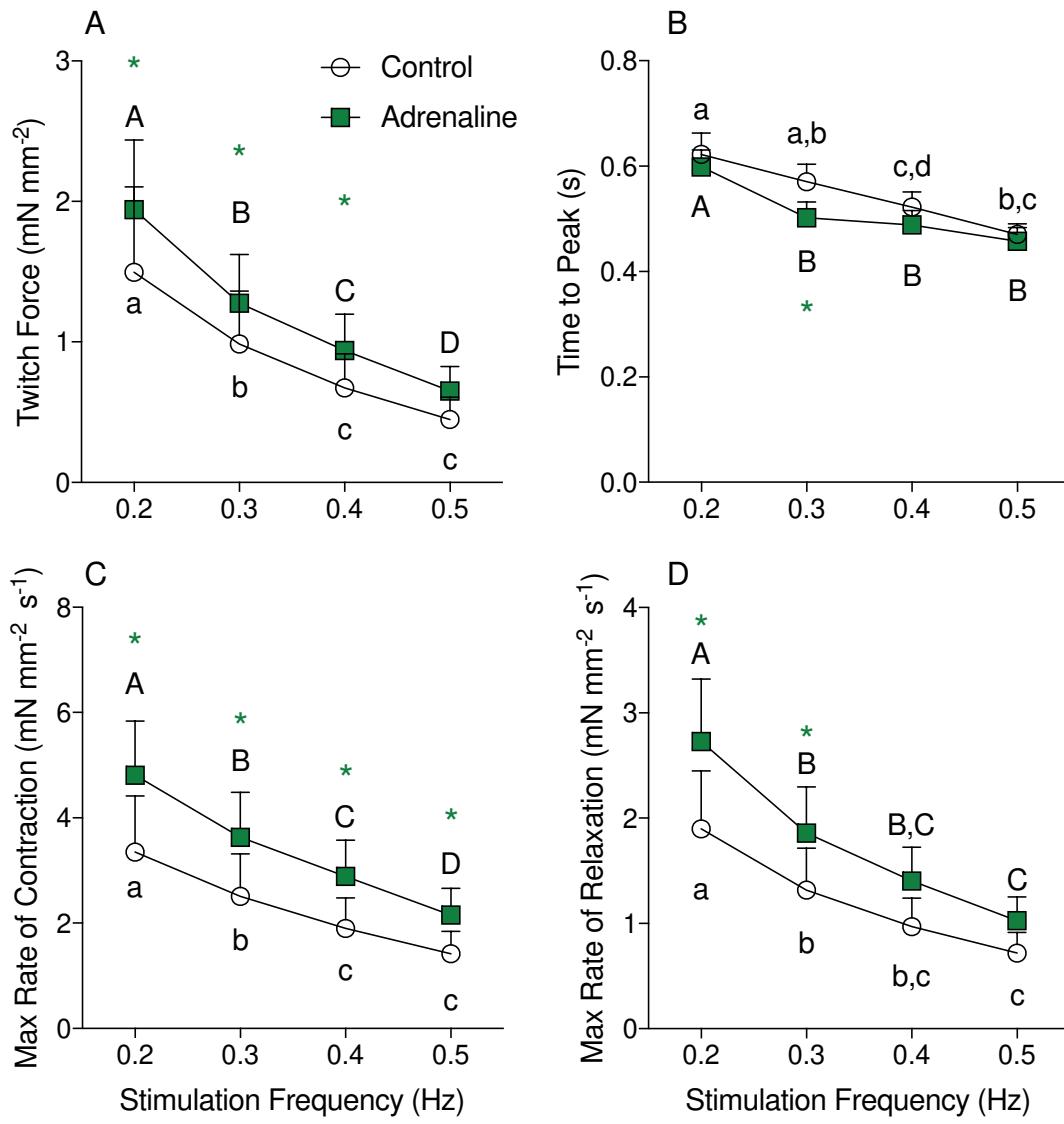 A
Twitch Force (mN mm-2)
3
2
1
0
* * *
A B C D
a b c c
Control
Adrenaline
0.2 0.3 0.4 0.5
B
Time to Peak (s)
0.8
0.6
0.4
0.2
0.0
a a,b c,d b,c
A B B B
*
0.2 0.3 0.4 0.5
C
Max Rate of Contraction (mN mm-2 s-1)
8
6
4
2
0
* * * *
A B C D
a b c c
0.2 0.3 0.4 0.5
Stimulation Frequency (Hz)
D
Max Rate of Relaxation (mN mm-2 s-1)
4
3
2
1
0
* *
A B B,C C
a b b,c c
0.2 0.3 0.4 0.5
Stimulation Frequency (Hz)